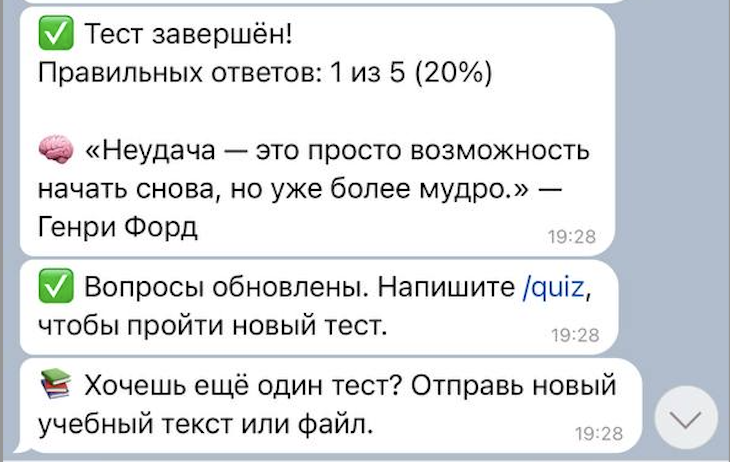 ✅ Тест завершён!
Правильных ответов: 1 из 5 (20%)
🧠 «Неудача — это просто возможность
начать снова, но уже более мудро.» —
Генри Форд
19:28
✅ Вопросы обновлены. Напишите /quiz,
чтобы пройти новый тест.
19:28
📚 Хочешь ещё один тест? Отправь новый
учебный текст или файл.
19:28